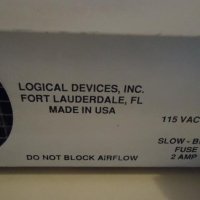 LOGICAL DEVICES, INC.
FORT LAUDERDALE, FL
MADE IN USA
115 VAC
SLOW - B
FUSE
2 AMP
DO NOT BLOCK AIRFLOW